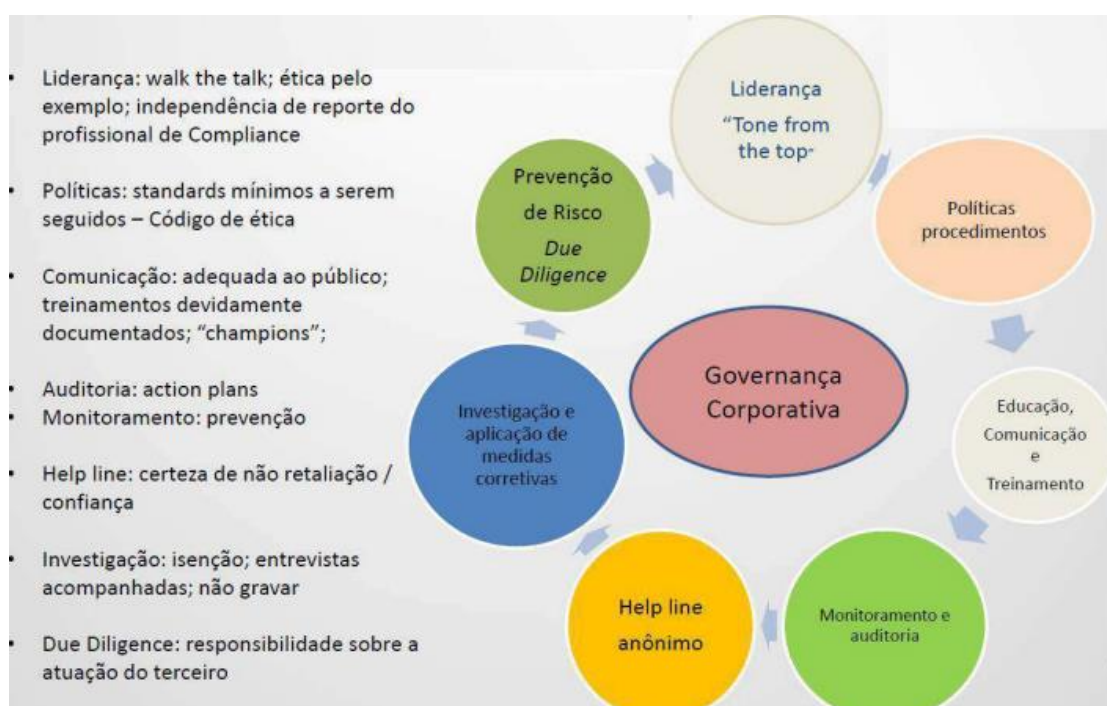 • Liderança: walk the talk; ética pelo
exemplo; independência de reporte do
profissional de Compliance
• Políticas: standards mínimos a serem
seguidos – Código de ética
• Comunicação: adequada ao público;
treinamentos devidamente
documentados; “champions”;
• Auditoria: action plans
• Monitoramento: prevenção
• Help line: certeza de não retaliação /
confiança
• Investigação: isenção; entrevistas
acompanhadas; não gravar
• Due Diligence: responsibilidade sobre a
atuação do terceiro
Liderança
“Tone from
the top-
Políticas
procedimentos
Educação,
Comunicação
e
Treinamento
Monitoramento e
auditoria
Help line
anônimo
Investigação e
aplicação de
medidas
corretivas
Prevenção
de Risco
Due
Diligence
Governança
Corporativa